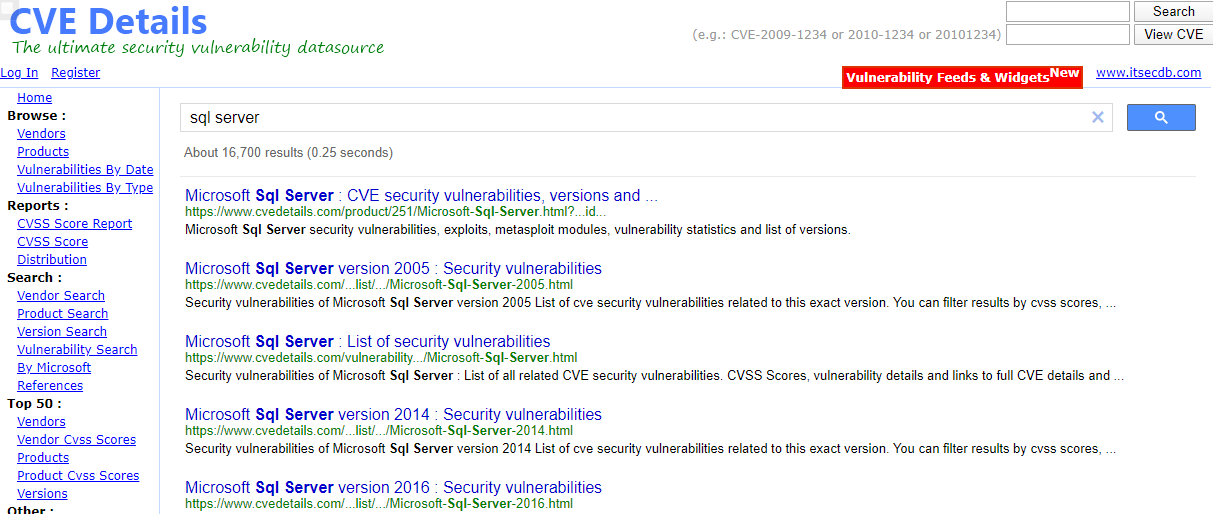 CVE Details
The ultimate security vulnerability datasource
Search
(e.g.: CVE-2009-1234 or 2010-1234 or 20101234)
View CVE
Log In Register
Vulnerability Feeds & Widgets New
www.itsecdb.com
Home
Browse :
Vendors
Products
Vulnerabilities By Date
Vulnerabilities By Type
Reports :
CVSS Score Report
CVSS Score
Distribution
Search :
Vendor Search
Product Search
Version Search
Vulnerability Search
By Microsoft
References
Top 50 :
Vendors
Vendor Cvss Scores
Products
Product Cvss Scores
Versions
Other :
sql server
About 16,700 results (0.25 seconds)
Microsoft Sql Server : CVE security vulnerabilities, versions and ...
https://www.cvedetails.com/product/251/Microsoft-Sql-Server.html?...id...
Microsoft Sql Server security vulnerabilities, exploits, metasploit modules, vulnerability statistics and list of versions.
Microsoft Sql Server version 2005 : Security vulnerabilities
https://www.cvedetails.com/...list/.../Microsoft-Sql-Server-2005.html
Security vulnerabilities of Microsoft Sql Server version 2005 List of cve security vulnerabilities related to this exact version. You can filter results by cvss scores, ...
Microsoft Sql Server : List of security vulnerabilities
https://www.cvedetails.com/vulnerability.../Microsoft-Sql-Server.html
Security vulnerabilities of Microsoft Sql Server : List of all related CVE security vulnerabilities. CVSS Scores, vulnerability details and links to full CVE details and ...
Microsoft Sql Server version 2014 : Security vulnerabilities
https://www.cvedetails.com/...list/.../Microsoft-Sql-Server-2014.html
Security vulnerabilities of Microsoft Sql Server version 2014 List of cve security vulnerabilities related to this exact version. You can filter results by cvss scores, ...
Microsoft Sql Server version 2016 : Security vulnerabilities
https://www.cvedetails.com/...list/.../Microsoft-Sql-Server-2016.html